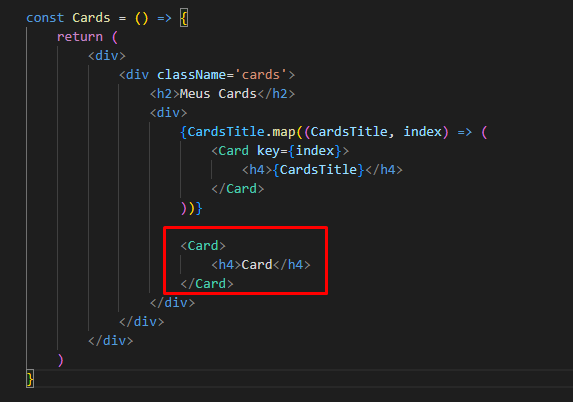 const Cards = () => {
return (
<div>
<div className='cards'>
<h2>Meus Cards</h2>
<div>
{CardsTitle.map((CardsTitle, index) => (
<Card key={index}>
<h4>{CardsTitle}</h4>
</Card>
))}
<Card>
<h4>Card</h4>
</Card>
</div>
</div>
</div>
)
}